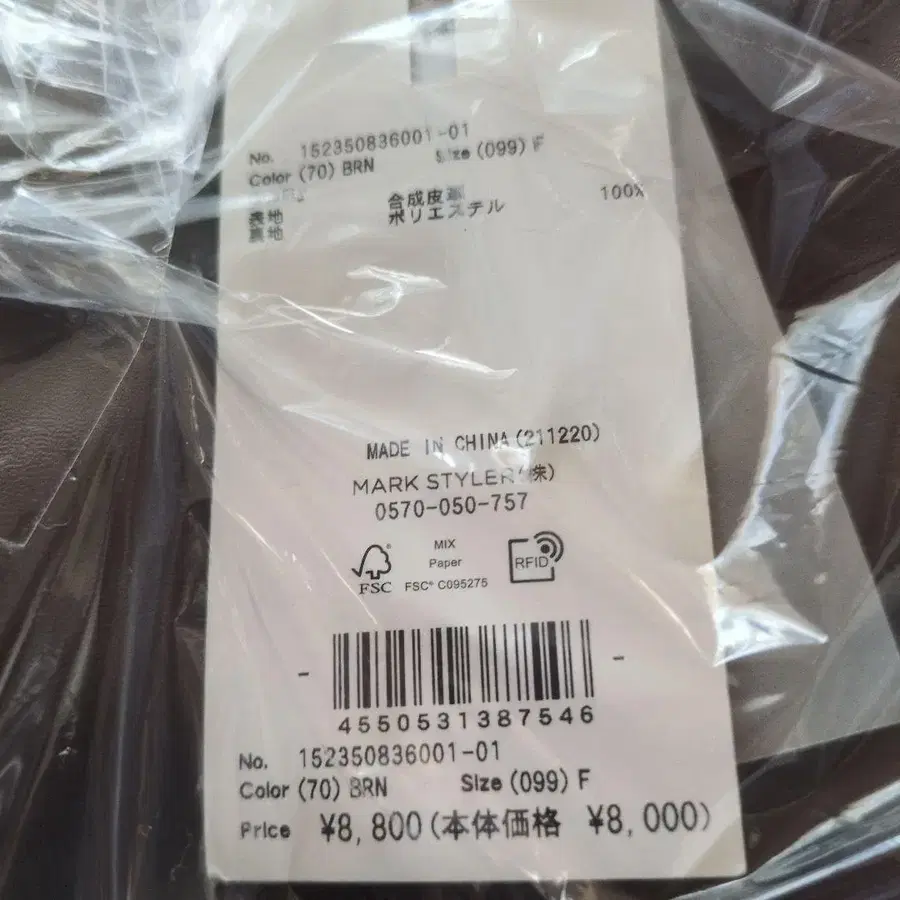 No. 152350836001-01
Color (70) BRN Size (099) F
表地 合成皮革
裏地 ポリエステル 100%
MADE IN CHINA (211220)
MARK STYLER(株)
0570-050-757
FSC®
MIX
Paper
FSC® C095275
RFID
4550531387546
No. 152350836001-01
Color (70) BRN Size (099) F
Price ¥8,800(本体価格 ¥8,000)